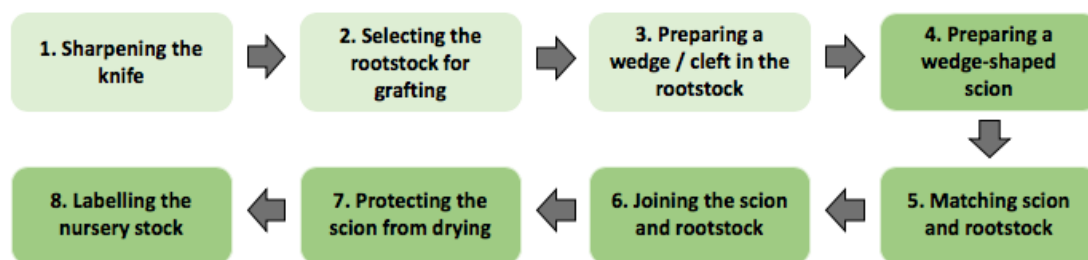 1. Sharpening the
knife
2. Selecting the
rootstock for
grafting
3. Preparing a
wedge / cleft in the
rootstock
4. Preparing a
wedge-shaped
scion
5. Matching scion
and rootstock
6. Joining the scion
and rootstock
7. Protecting the
scion from drying
8. Labelling the
nursery stock